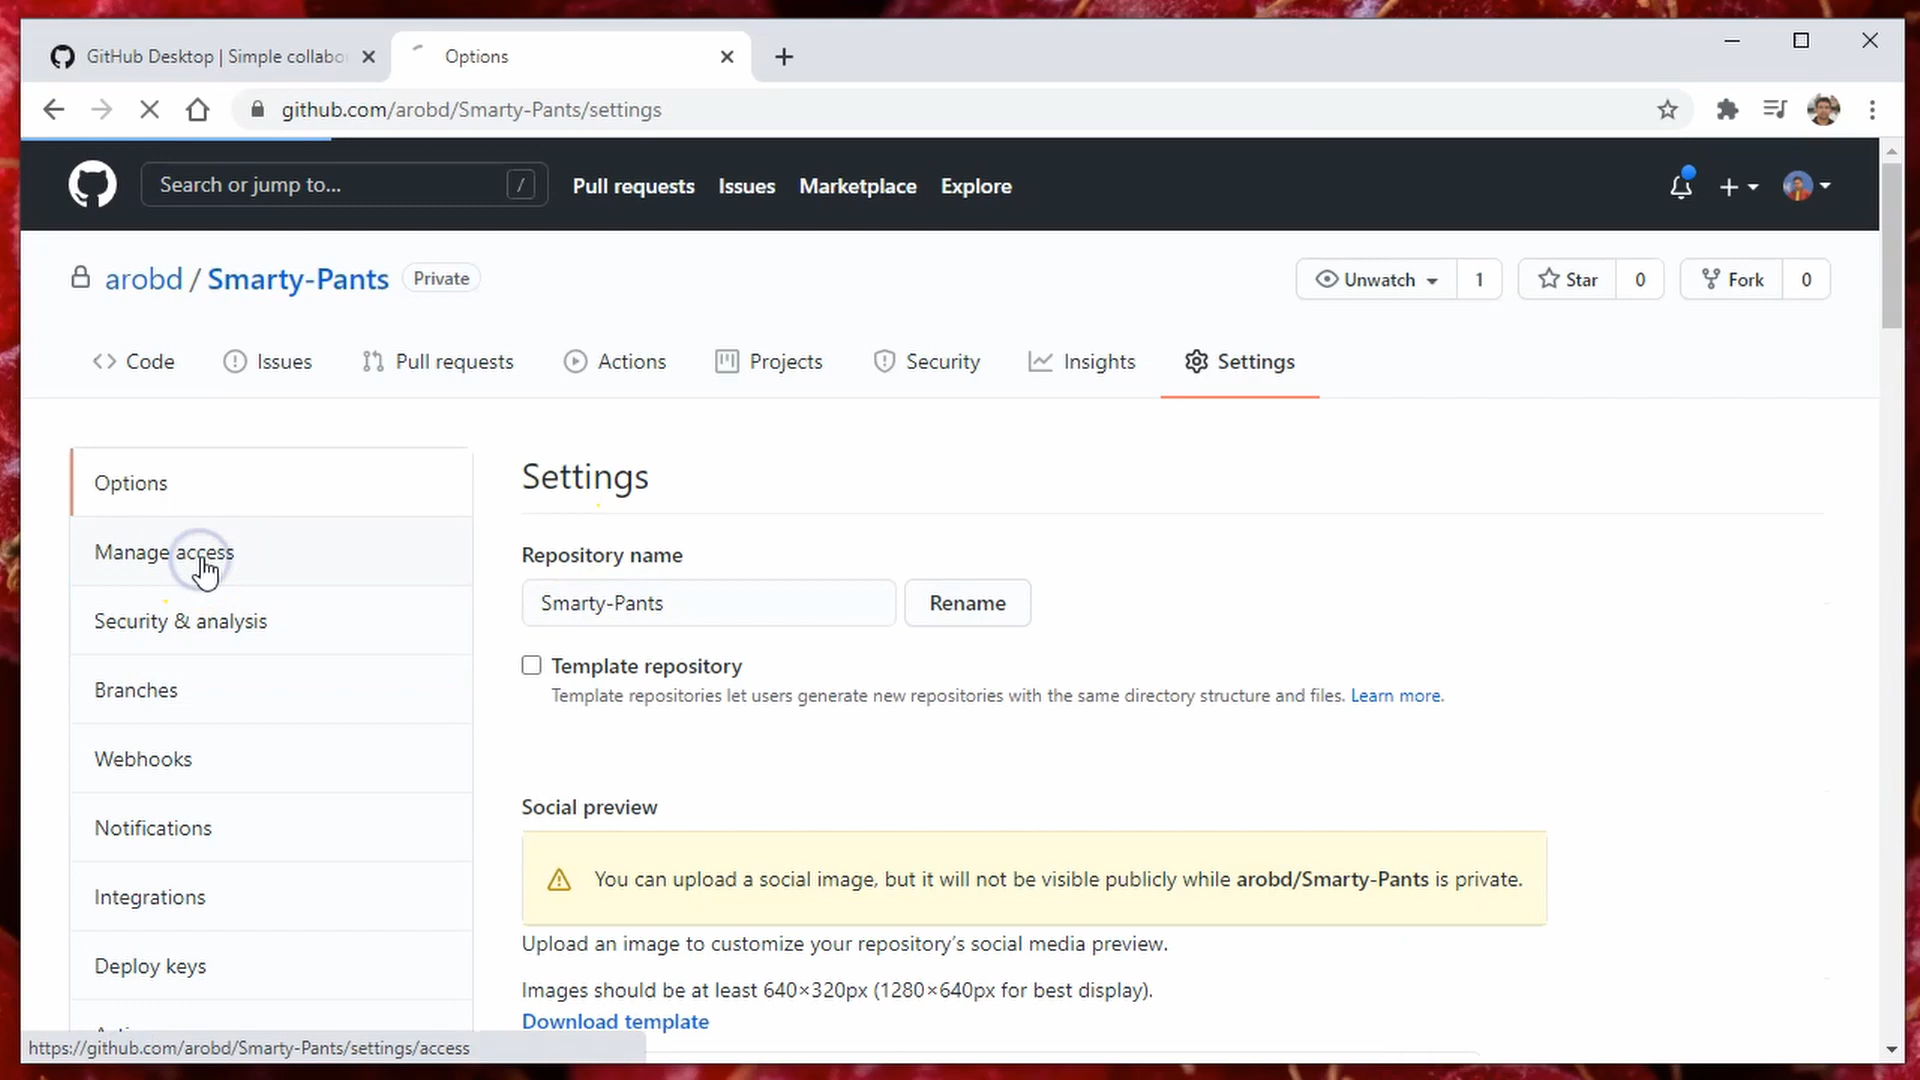 GitHub Desktop | Simple collabo
Options
github.com/arobd/Smarty-Pants/settings
Search or jump to...
/
Pull requests
Issues
Marketplace
Explore
arobd / Smarty-Pants
Private
Unwatch
1
Star
0
Fork
0
Code
Issues
Pull requests
Actions
Projects
Security
Insights
Settings
Options
Manage access
Security & analysis
Branches
Webhooks
Notifications
Integrations
Deploy keys
Settings
Repository name
Smarty-Pants
Rename
Template repository
Template repositories let users generate new repositories with the same directory structure and files. Learn more.
Social preview
You can upload a social image, but it will not be visible publicly while arobd/Smarty-Pants is private.
Upload an image to customize your repository’s social media preview.
Images should be at least 640×320px (1280×640px for best display).
Download template
https://github.com/arobd/Smarty-Pants/settings/access